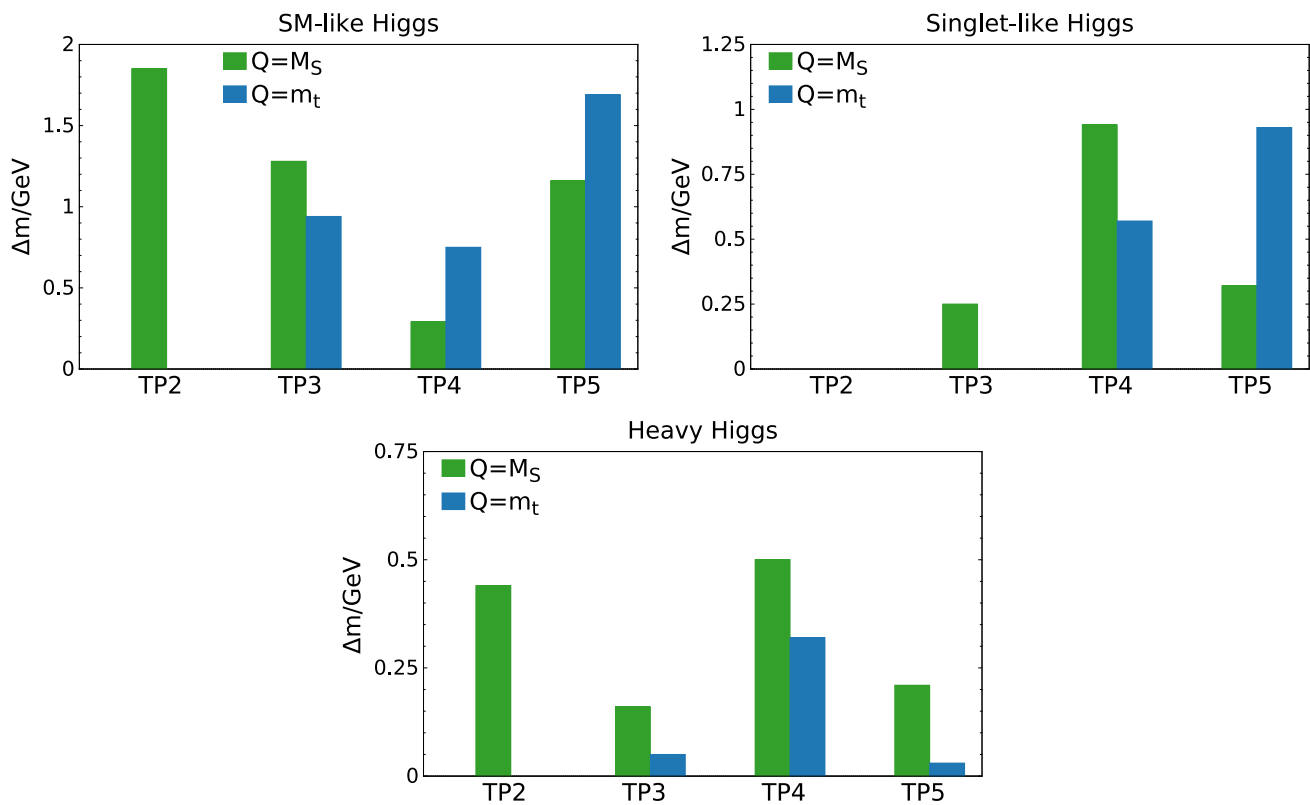 SM-like Higgs
2
1.5
1
0.5
0
Δm/GeV
Q=M_S
Q=m_t
TP2 TP3 TP4 TP5
Singlet-like Higgs
1.25
1
0.75
0.5
0.25
0
Δm/GeV
Q=M_S
Q=m_t
TP2 TP3 TP4 TP5
Heavy Higgs
0.75
0.5
0.25
0
Δm/GeV
Q=M_S
Q=m_t
TP2 TP3 TP4 TP5